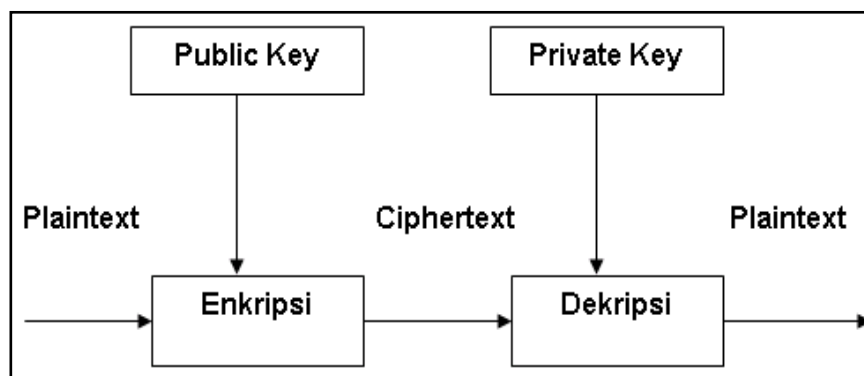 Public Key
Private Key
Plaintext
Ciphertext
Plaintext
Enkripsi
Dekripsi